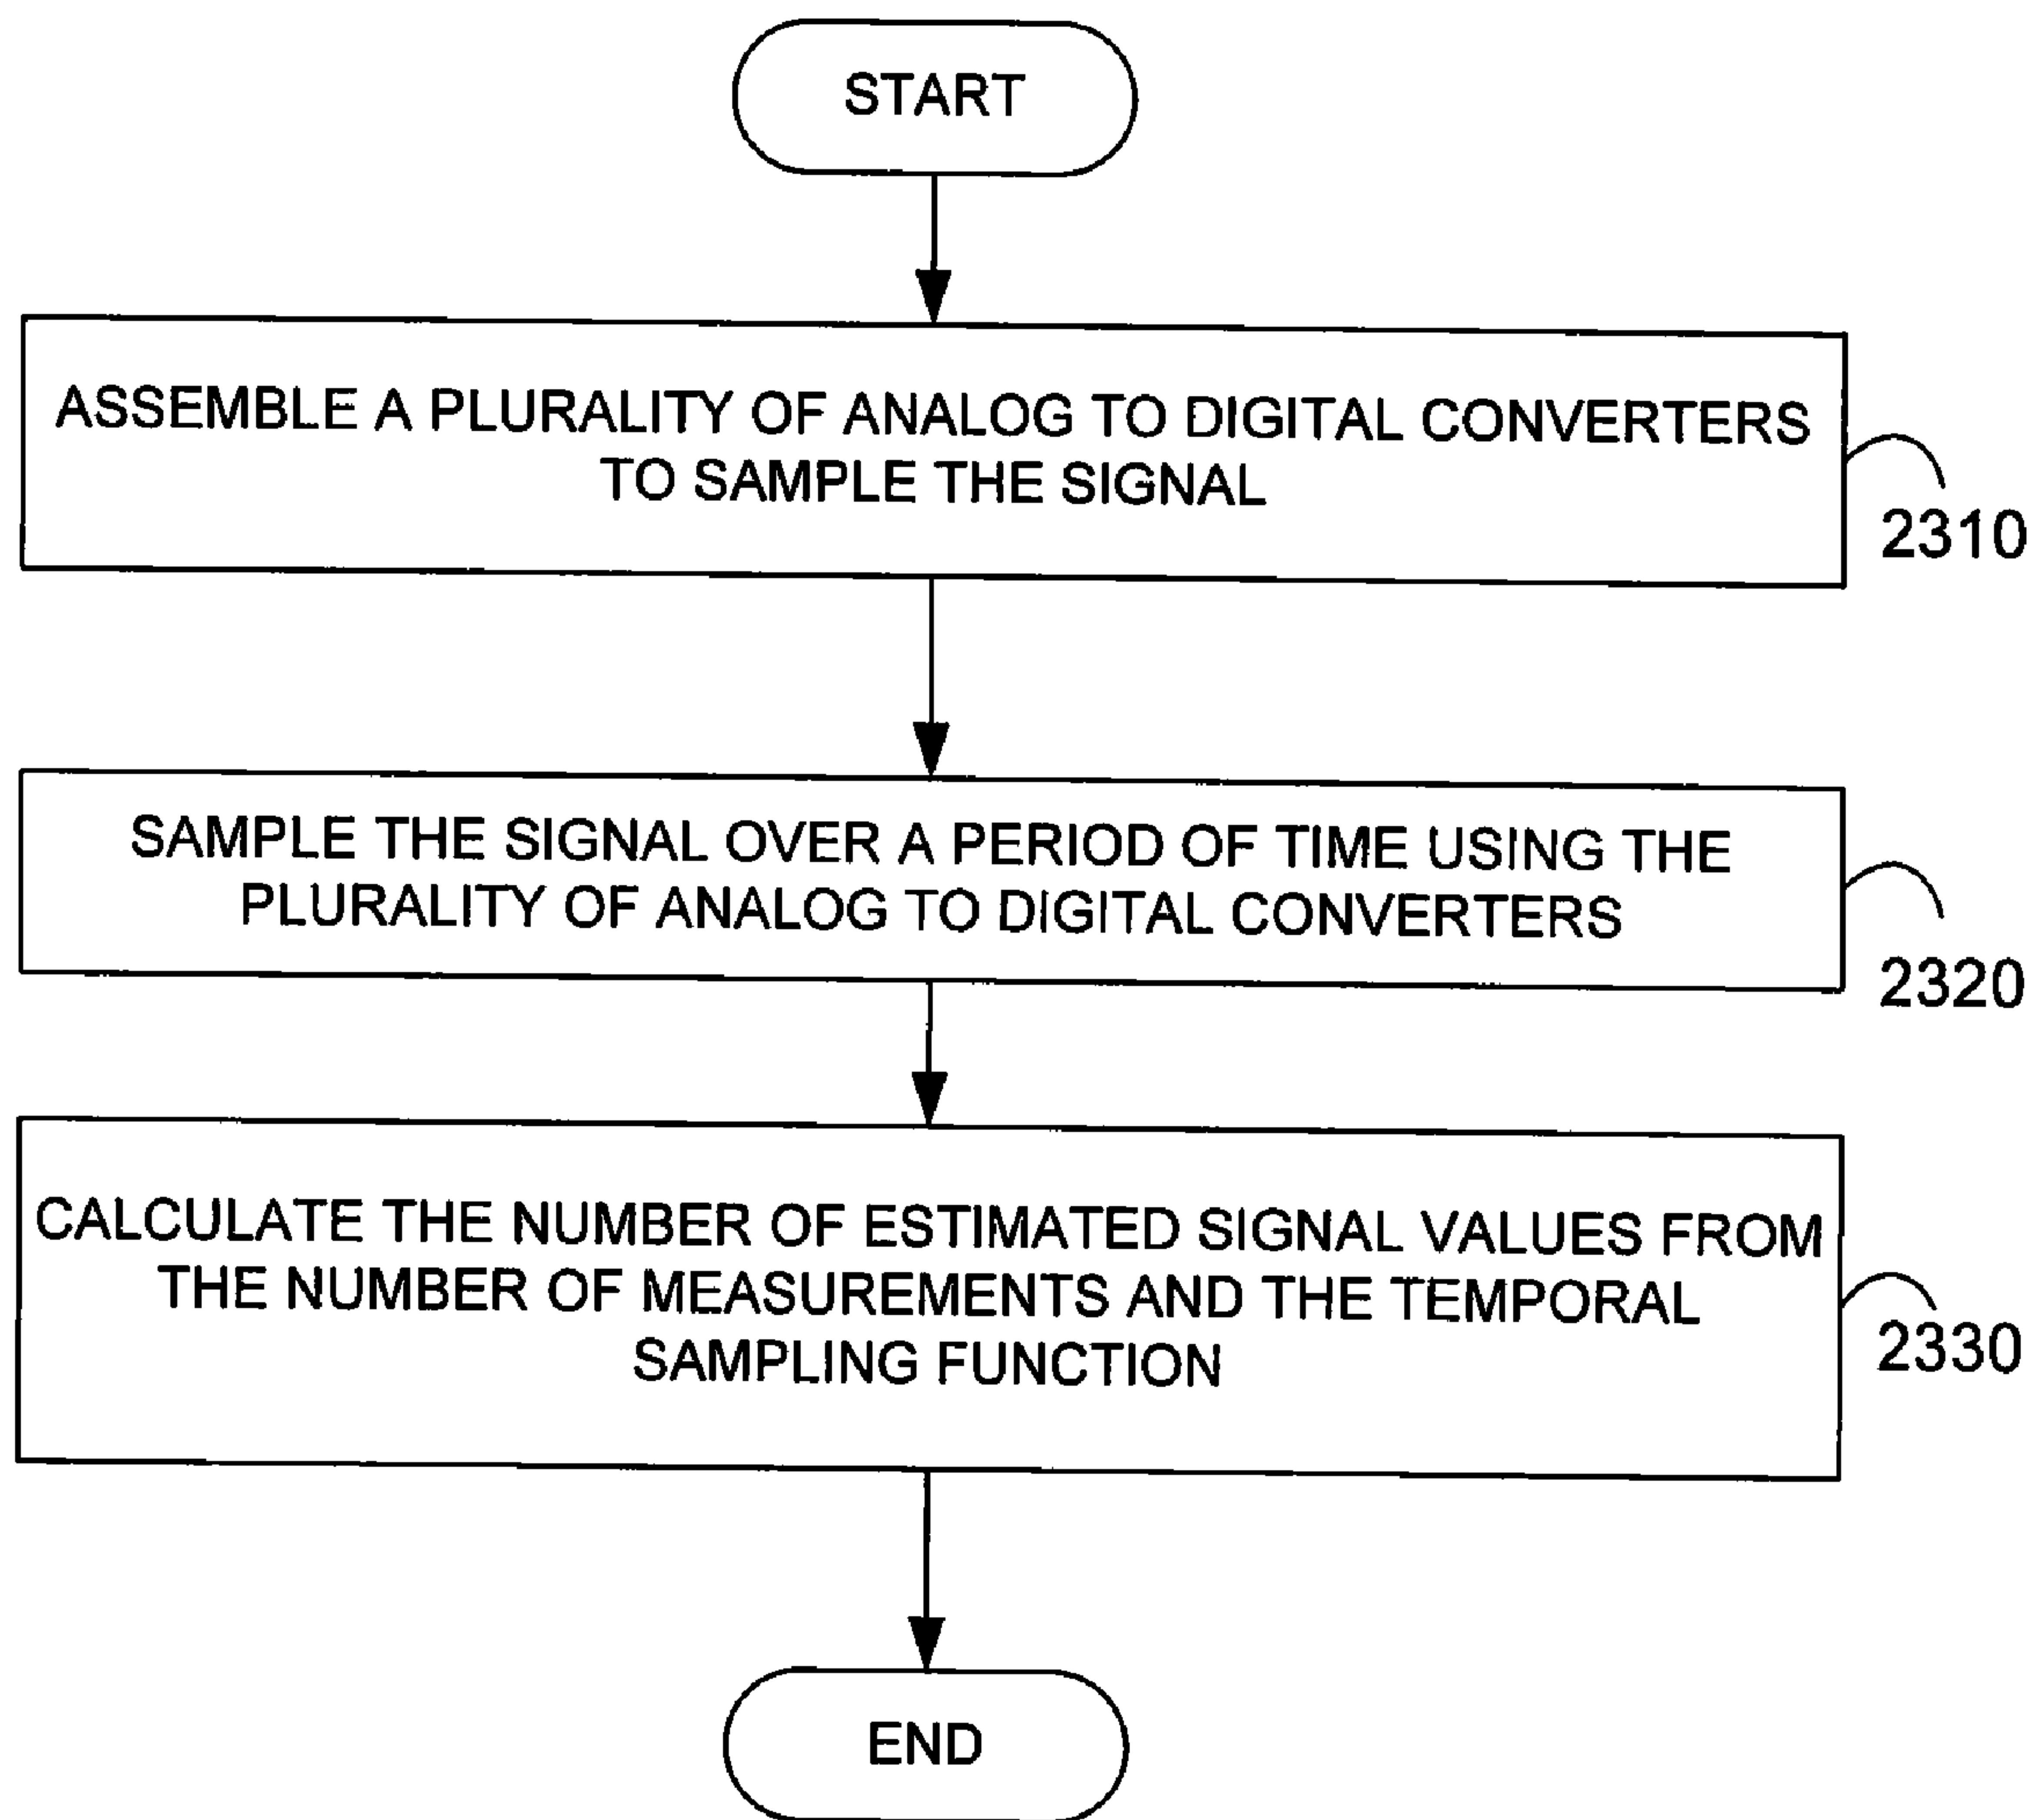 START
ASSEMBLE A PLURALITY OF ANALOG TO DIGITAL CONVERTERS
TO SAMPLE THE SIGNAL
2310
SAMPLE THE SIGNAL OVER A PERIOD OF TIME USING THE
PLURALITY OF ANALOG TO DIGITAL CONVERTERS
2320
CALCULATE THE NUMBER OF ESTIMATED SIGNAL VALUES FROM
THE NUMBER OF MEASUREMENTS AND THE TEMPORAL
SAMPLING FUNCTION
2330
END